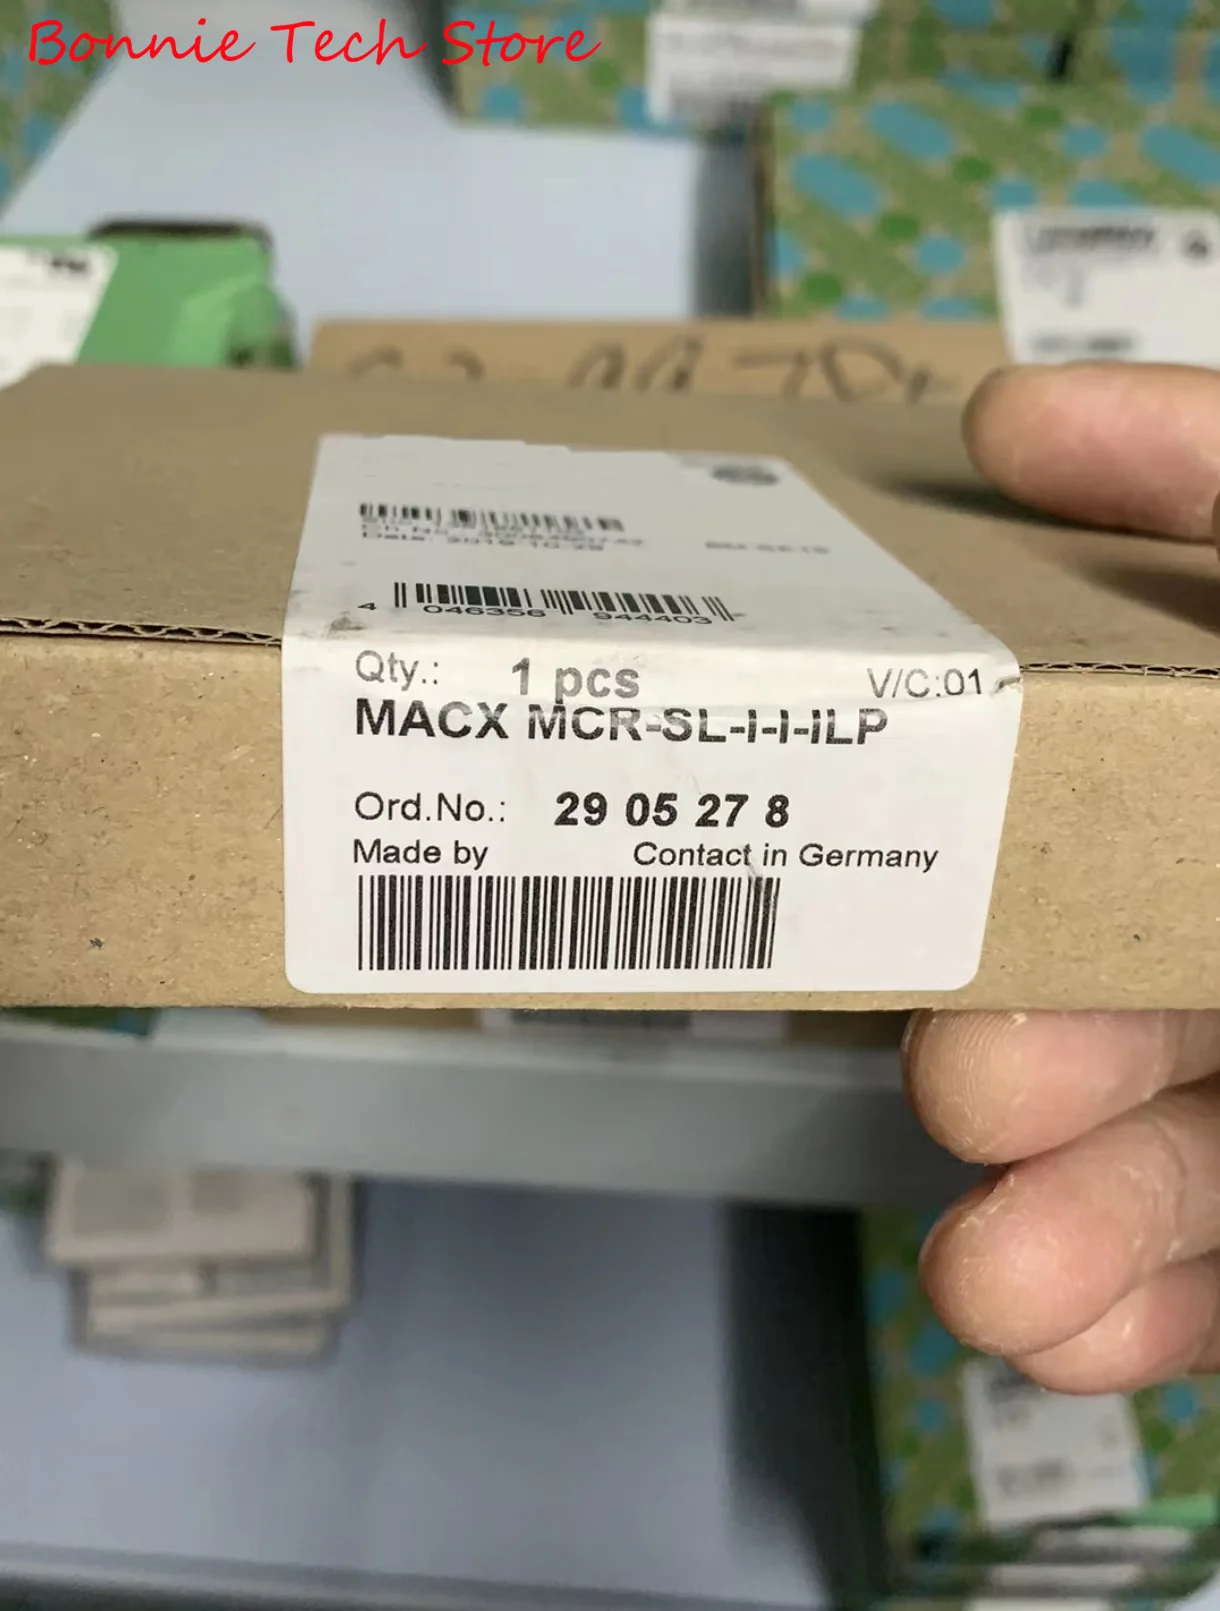 Bonnie Tech Store
4 046356 944403
Qty.: 1 pcs V/C:01
MACX MCR-SL-I-I-ILP
Ord.No.: 29 05 27 8
Made by Contact in Germany